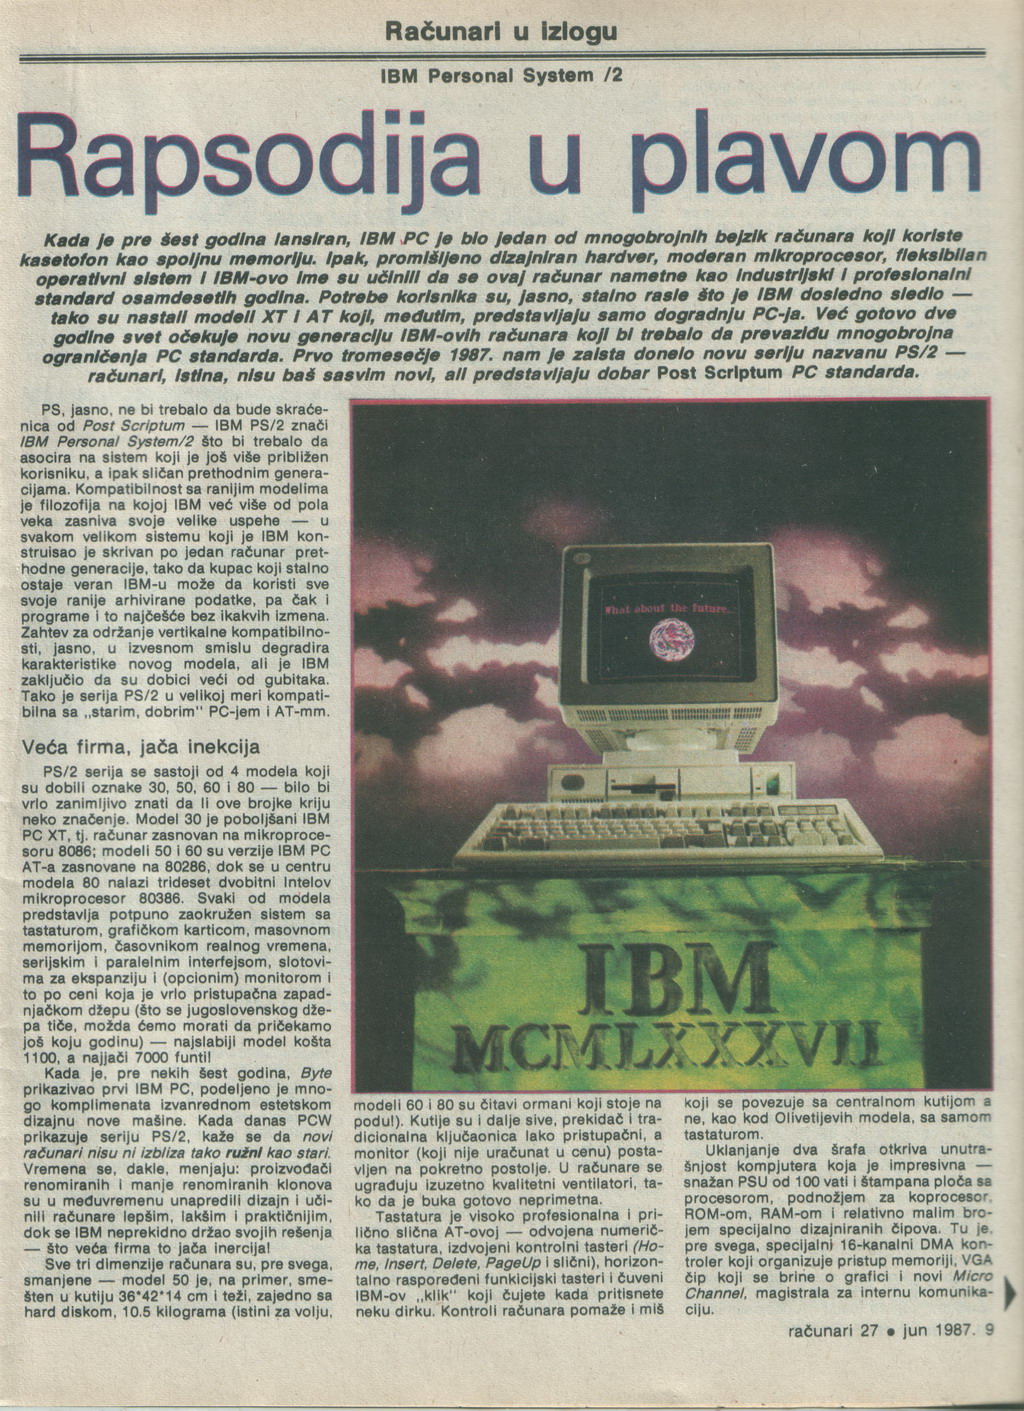 Računari u izlogu
IBM Personal System /2
Rapsodija u plavom
Kada je pre šest godina lansiran, IBM PC je bio jedan od mnogobrojnih bejzik računara koji koriste
kasetofon kao spoljnu memoriju. Ipak, promišljeno dizajniran hardver, moderan mikroprocesor, fleksibilan
operativni sistem i IBM-ovo ime su učinili da se ovaj računar nametne kao industrijski i profesionalni
standard osamdesetih godina. Potrebe korisnika su, jasno, stalno rasle što je IBM dosledno sledio —
tako su nastali modeli XT i AT koji, međutim, predstavljaju samo dogradnju PC-ja. Već gotovo dve
godine svet očekuje novu generaciju IBM-ovih računara koji bi trebalo da prevaziđu mnogobrojna
ograničenja PC standarda. Prvo tromesečje 1987. nam je zaista donelo novu seriju nazvanu PS/2 —
računari, istina, nisu baš sasvim novi, ali predstavljaju dobar Post Scriptum PC standarda.
PS, jasno, ne bi trebalo da bude skraće-
nica od Post Scriptum — IBM PS/2 znači
IBM Personal System/2 što bi trebalo da
asocira na sistem koji je još više približen
korisniku, a ipak sličan prethodnim genera-
cijama. Kompatibilnost sa ranijim modelima
je filozofija na kojoj IBM već više od pola
veka zasniva svoje velike uspehe — u
svakom velikom sistemu koji je IBM kon-
struisao je skrivan po jedan računar pret-
hodne generacije, tako da kupac koji stalno
ostaje veran IBM-u može da koristi sve
svoje ranije arhivirane podatke, pa čak i
programe i to najčešće bez ikakvih izmena.
Zahtev za održanje vertikalne kompatibilno-
sti, jasno, u izvesnom smislu degradira
karakteristike novog modela, ali je IBM
zaključio da su dobici veći od gubitaka.
Tako je serija PS/2 u velikoj meri kompati-
bilna sa „starim, dobrim" PC-jem i AT-mm.
Veća firma, jača inekcija
PS/2 serija se sastoji od 4 modela koji
su dobili oznake 30, 50, 60 i 80 — bilo bi
vrlo zanimljivo znati da li ove brojke kriju
neko značenje. Model 30 je poboljšani IBM
PC XT, tj. računar zasnovan na mikroproce-
soru 8086; modeli 50 i 60 su verzije IBM PC
AT-a zasnovane na 80286, dok se u centru
modela 80 nalazi trideset dvobitni Intelov
mikroprocesor 80386. Svaki od modela
predstavlja potpuno zaokružen sistem sa
tastaturom, grafičkom karticom, masovnom
memorijom, časovnikom realnog vremena,
serijskim i paralelnim interfejsom, slotovi-
ma za ekspanziju i (opcionim) monitorom i
to po ceni koja je vrlo pristupačna zapad-
njačkom džepu (što se jugoslovenskog dže-
pa tiče, možda ćemo morati da pričekamo
još koju godinu) — najslabiji model košta
1100, a najjači 7000 funti!
Kada je, pre nekih šest godina, Byte
prikazivao prvi IBM PC, podeljeno je mno-
go komplimenata izvanrednom estetskom
dizajnu nove mašine. Kada danas PCW
prikazuje seriju PS/2, kaže se da novi
računari nisu ni izbliza tako ružni kao stari.
Vremena se, dakle, menjaju: proizvođači
renomiranih i manje renomiranih klonova
su u međuvremenu unapredili dizajn i uči-
nili računare lepšim, lakšim i praktičnijim,
dok se IBM neprekidno držao svojih rešenja
— što veća firma to jača inercija!
Sve tri dimenzije računara su, pre svega,
smanjene — model 50 je, na primer, sme-
šten u kutiju 36*42*14 cm i teži, zajedno sa
hard diskom, 10.5 kilograma (istini za volju,
What about the future...
IBM
MCMLXXXVII
modeli 60 i 80 su čitavi ormani koji stoje na
podu!). Kutije su i dalje sive, prekidač i tra-
dicionalna ključaonica lako pristupačni, a
monitor (koji nije uračunat u cenu) posta-
vljen na pokretno postolje. U računare se
ugrađuju izuzetno kvalitetni ventilatori, ta-
ko da je buka gotovo neprimetna.
Tastatura je visoko profesionalna i pri-
lično slična AT-ovoj — odvojena numerič-
ka tastatura, izdvojeni kontrolni tasteri (Ho-
me, Insert, Delete, PageUp i slični), horizon-
talno raspoređeni funkcijski tasteri i čuveni
IBM-ov „klik" koji čujete kada pritisnete
neku dirku. Kontroli računara pomaže i miš
koji se povezuje sa centralnom kutijom a
ne, kao kod Olivetijevih modela, sa samom
tastaturom.
Uklanjanje dva šrafa otkriva unutra-
šnjost kompjutera koja je impresivna —
snažan PSU od 100 vati i štampana ploča sa
procesorom, podnožjem za koprocesor,
ROM-om, RAM-om i relativno malim bro-
jem specijalno dizajniranih čipova. Tu je,
pre svega, specijalni 16-kanalni DMA kon-
troler koji organizuje pristup memoriji, VGA
čip koji se brine o grafici i novi Micro
Channel, magistrala za internu komunika-
ciju.
računari 27 • jun 1987. 9